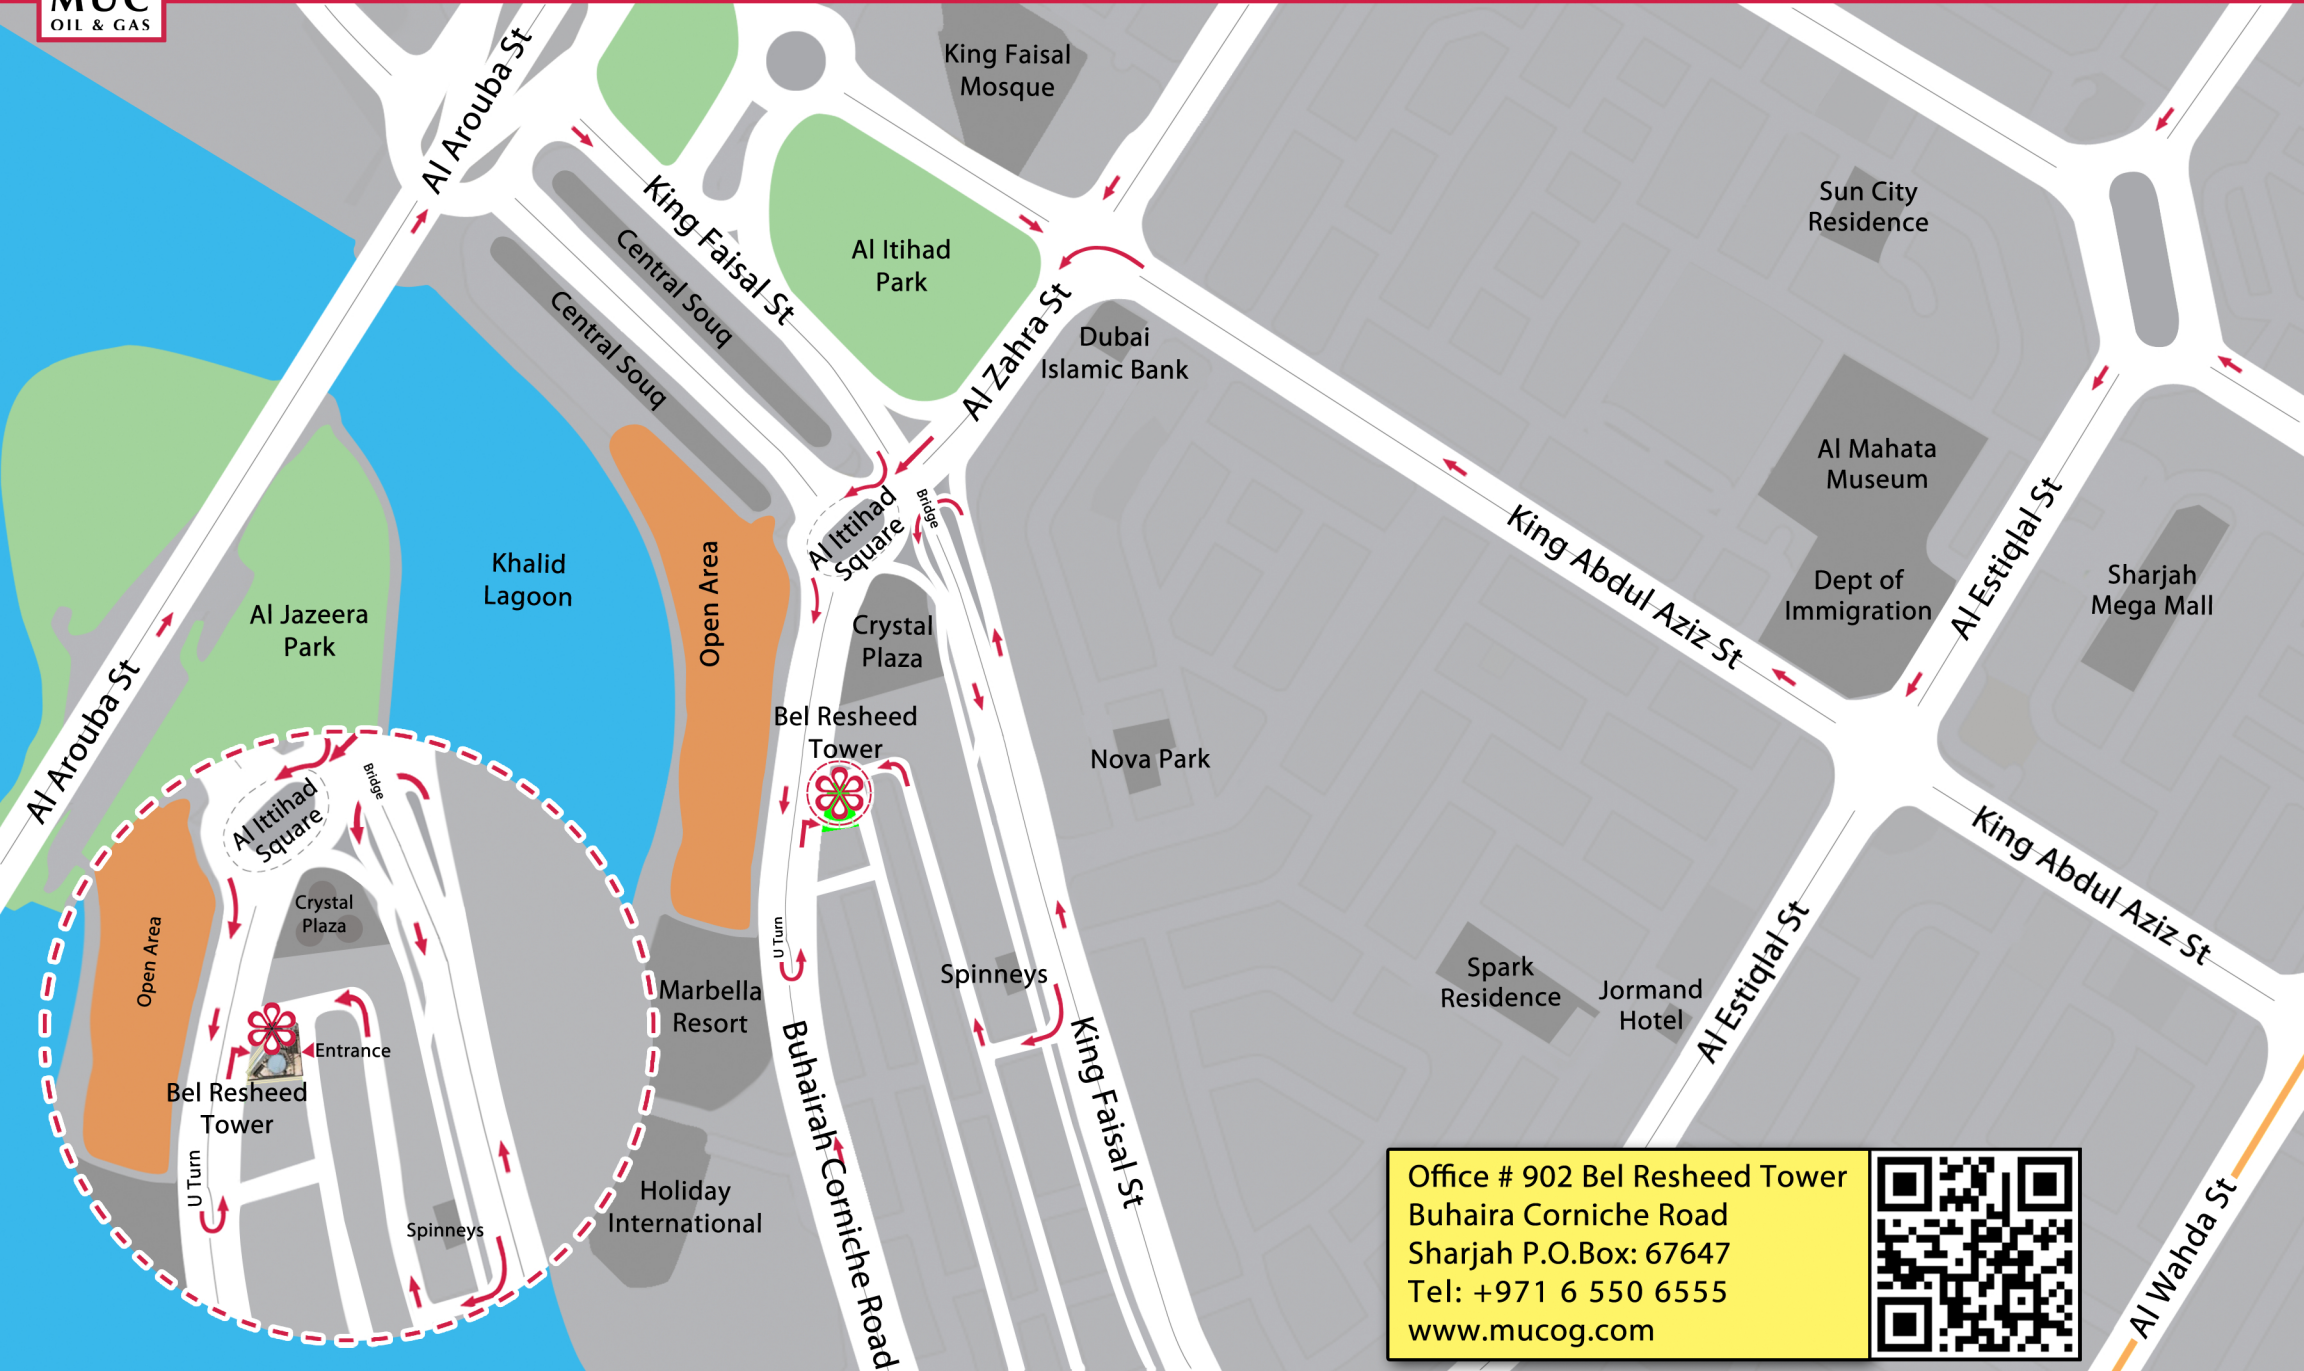 MUC
OIL & GAS
Al Arouba St
King Faisal
Mosque
King Faisal St
Central Souq
Central Souq
Al Itihad
Park
Al Zahra St
Dubai
Islamic Bank
Sun City
Residence
Al Mahata
Museum
Dept of
Immigration
Al Estiqlal St
Sharjah
Mega Mall
King Abdul Aziz St
King Abdul Aziz St
Khalid
Lagoon
Open Area
Al Ittihad
Square
Bridge
Al Jazeera
Park
Al Arouba St
Crystal
Plaza
Bel Resheed
Tower
Nova Park
U Turn
Spinneys
Marbella
Resort
Buhairah Corniche Road
King Faisal St
Holiday
International
Spark
Residence
Jormand
Hotel
Al Estiqlal St
Al Wahda St
Al Ittihad
Square
Bridge
Open Area
Crystal
Plaza
Entrance
Bel Resheed
Tower
U Turn
Spinneys
Office # 902 Bel Resheed Tower
Buhaira Corniche Road
Sharjah P.O.Box: 67647
Tel: +971 6 550 6555
www.mucog.com